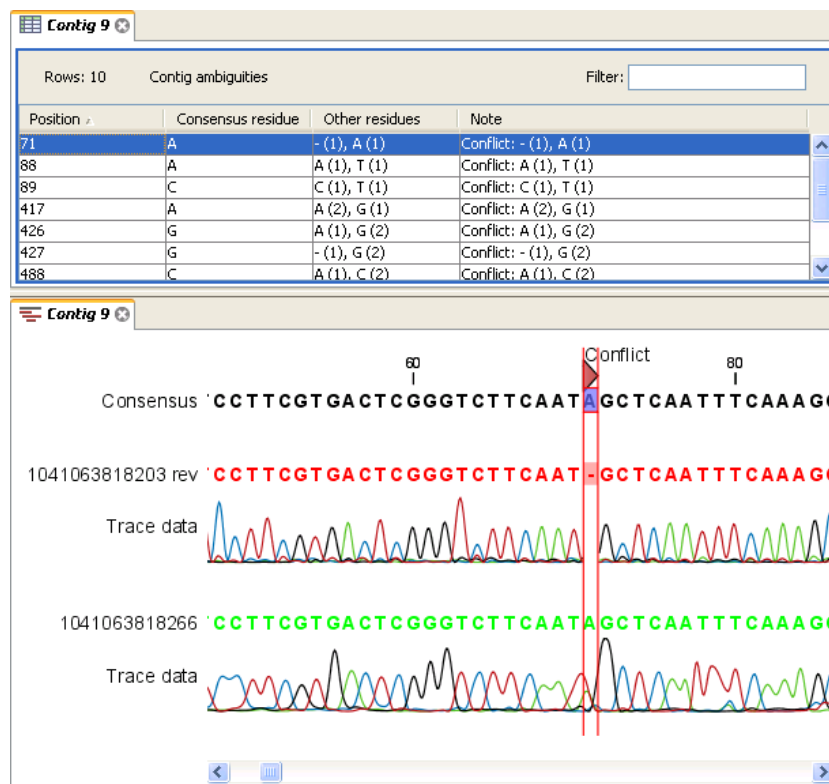 Contig 9
Rows: 10 Contig ambiguities Filter:
Position Consensus residue Other residues Note
71 A - (1), A (1) Conflict: - (1), A (1)
88 A A (1), T (1) Conflict: A (1), T (1)
89 C C (1), T (1) Conflict: C (1), T (1)
417 A A (2), G (1) Conflict: A (2), G (1)
426 G A (1), G (2) Conflict: A (1), G (2)
427 G - (1), G (2) Conflict: - (1), G (2)
488 C A (1), C (2) Conflict: A (1), C (2)
Contig 9
60 Conflict 80
Consensus CCTTCGTGACTCGGGTCTTCAATAGCTCAATTTCAAAG
1041063818203 rev CCTTCGTGACTCGGGTCTTCAAT-GCTCAATTTCAAAG
Trace data
1041063818266 CCTTCGTGACTCGGGTCTTCAATAGCTCAATTTCAAAG
Trace data